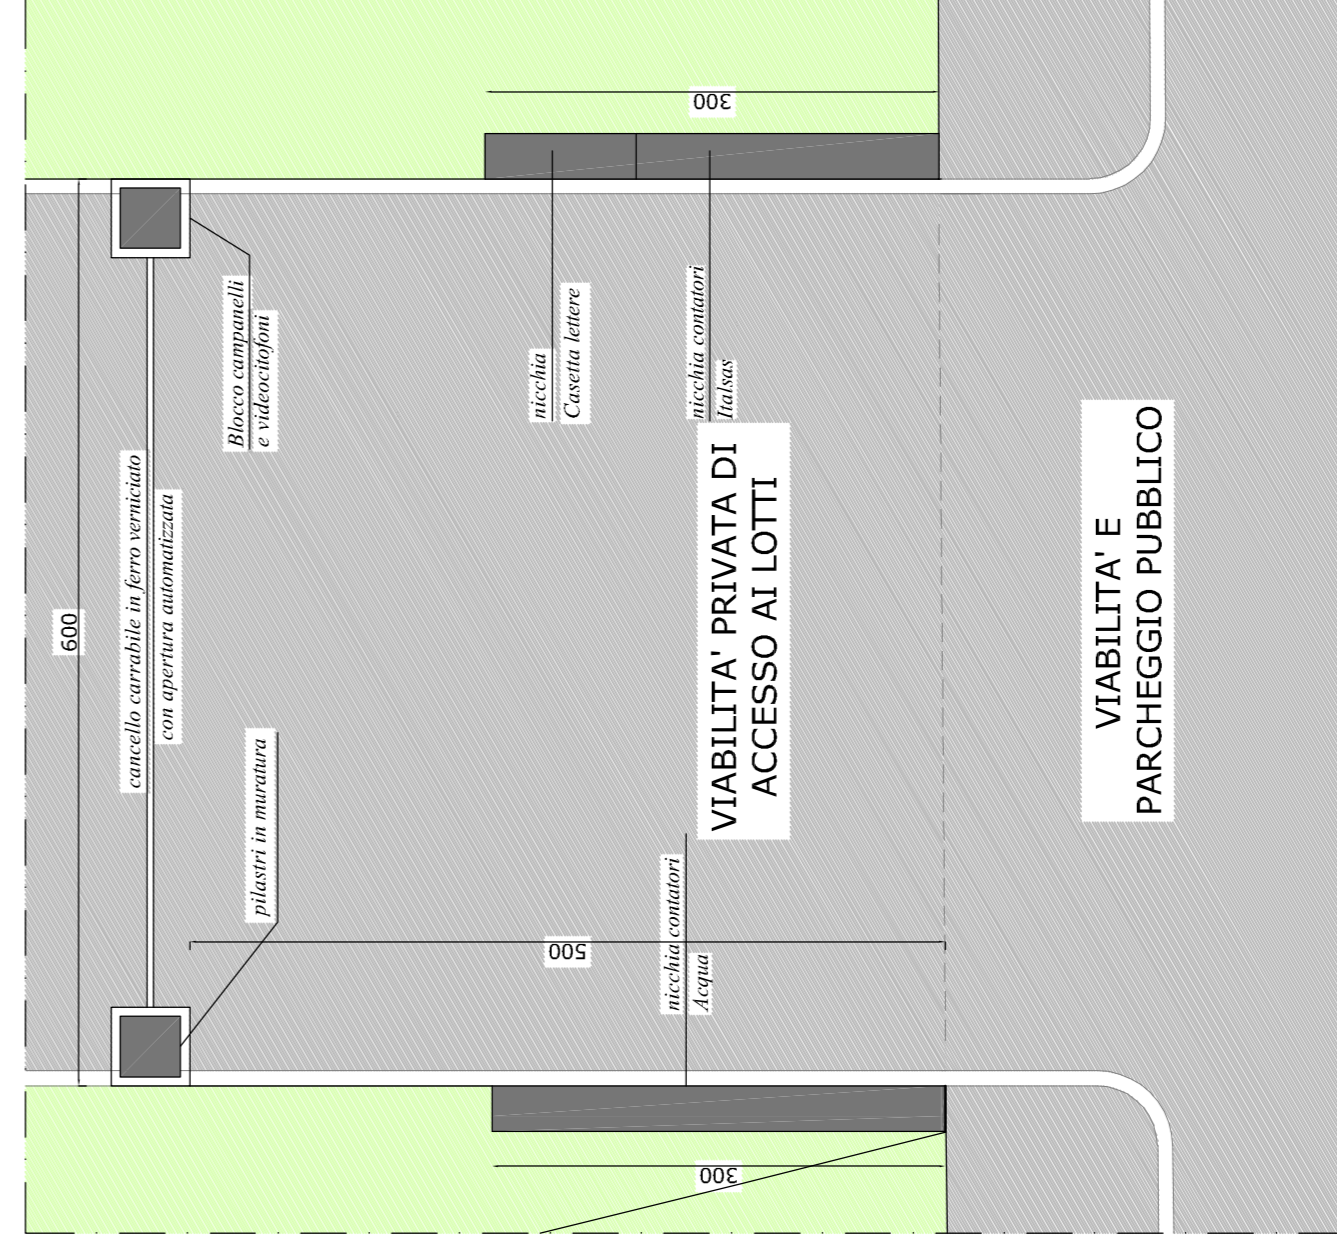 600
cancello carrabile in ferro verniciato
con apertura automatizzata
Blocco campanelli
e videocitofoni
pilastri in muratura
nicchia
Casetta lettere
nicchia contatori
Italsas
300
500
nicchia contatori
Acqua
300
VIABILITA' PRIVATA DI
ACCESSO AI LOTTI
VIABILITA' E
PARCHEGGIO PUBBLICO